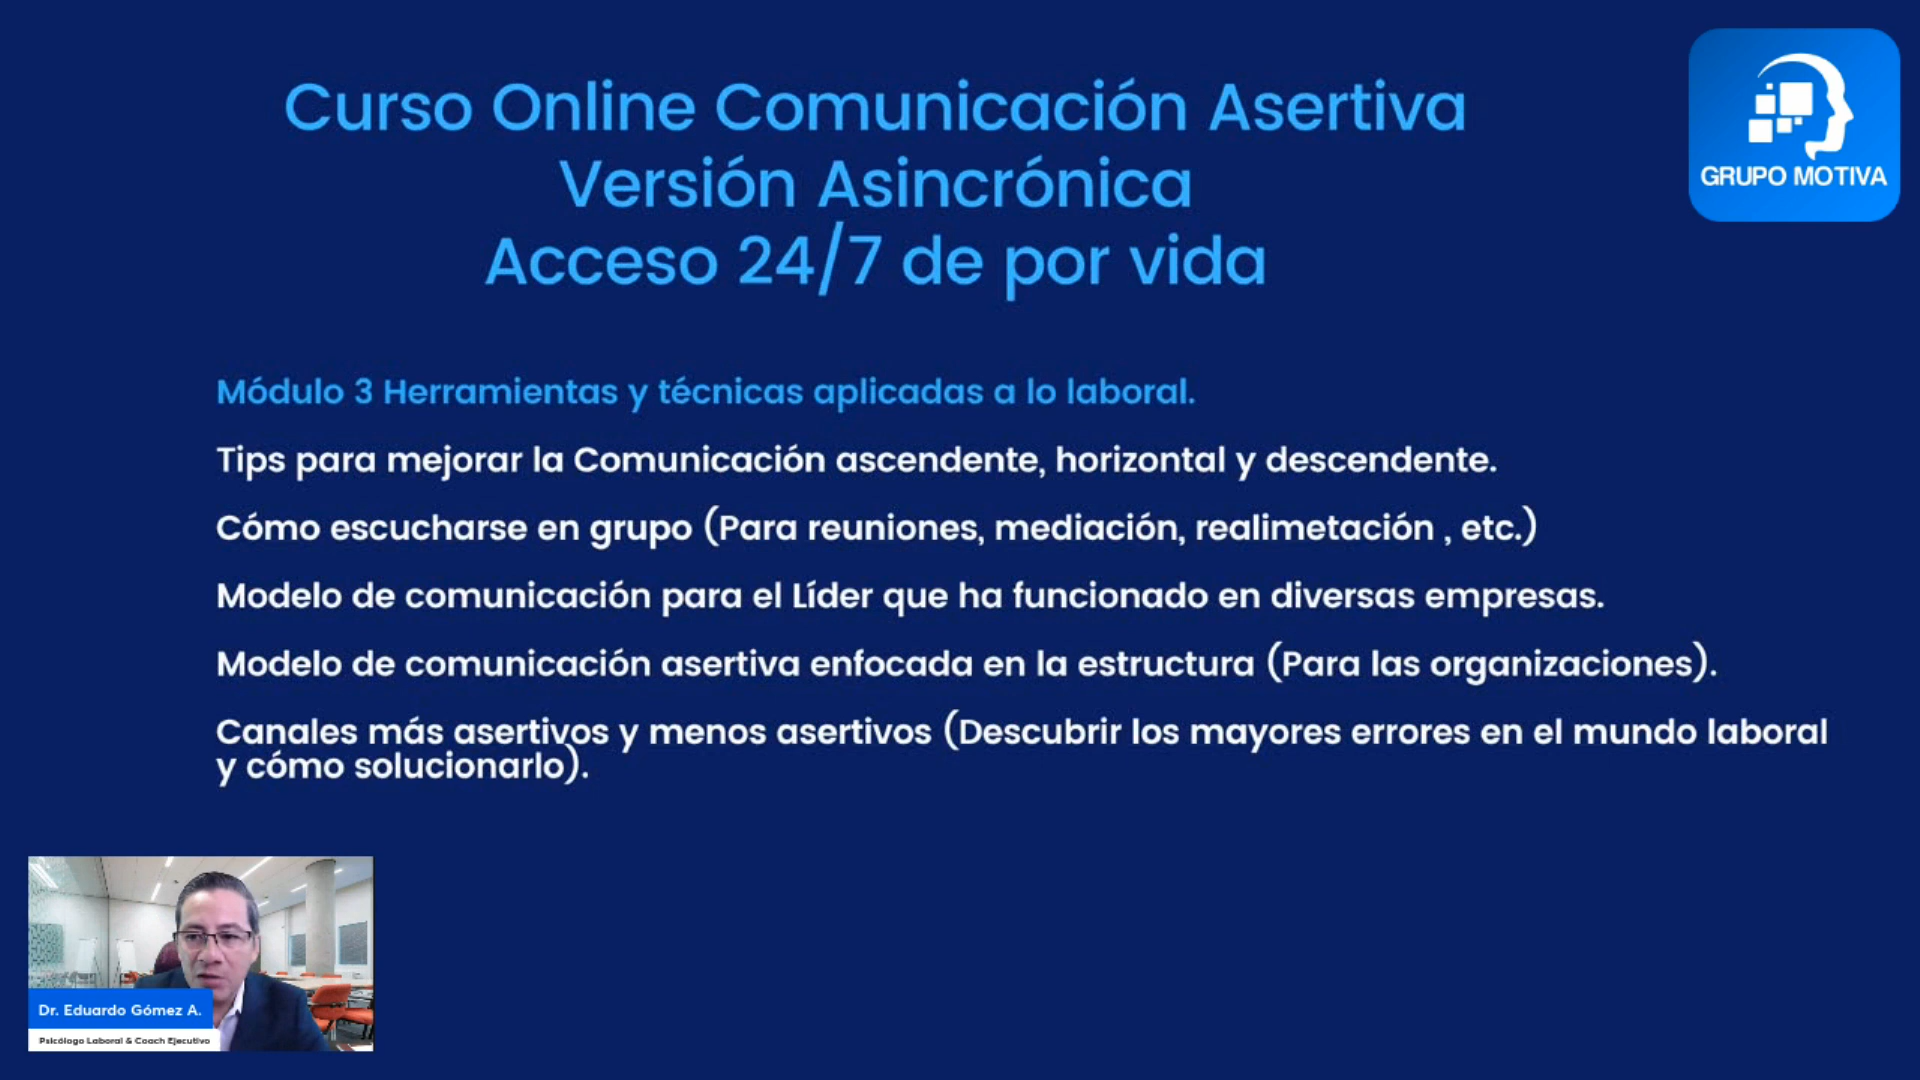 Curso Online Comunicación Asertiva
Versión Asincrónica
Acceso 24/7 de por vida
GRUPO MOTIVA
Módulo 3 Herramientas y técnicas aplicadas a lo laboral.
Tips para mejorar la Comunicación ascendente, horizontal y descendente.
Cómo escucharse en grupo (Para reuniones, mediación, realimetación , etc.)
Modelo de comunicación para el Líder que ha funcionado en diversas empresas.
Modelo de comunicación asertiva enfocada en la estructura (Para las organizaciones).
Canales más asertivos y menos asertivos (Descubrir los mayores errores en el mundo laboral
y cómo solucionarlo).
Dr. Eduardo Gómez A.
Psicólogo Laboral & Coach Ejecutivo